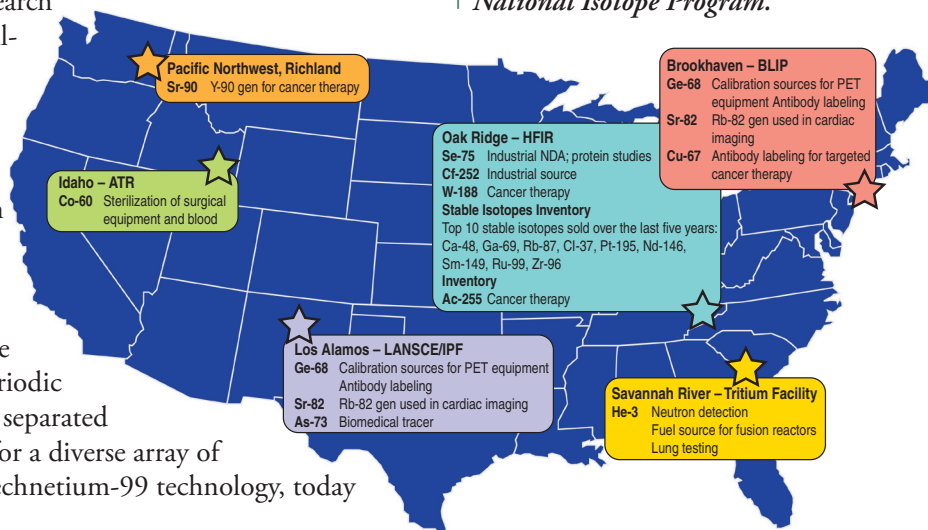 earch
l-
National Isotope Program.
Pacific Northwest, Richland
Sr-90 Y-90 gen for cancer therapy
Idaho – ATR
Co-60 Sterilization of surgical
equipment and blood
Oak Ridge – HFIR
Se-75 Industrial NDA; protein studies
Cf-252 Industrial source
W-188 Cancer therapy
Stable Isotopes Inventory
Top 10 stable isotopes sold over the last five years:
Ca-48, Ga-69, Rb-87, Cl-37, Pt-195, Nd-146,
Sm-149, Ru-99, Zr-96
Inventory
Ac-255 Cancer therapy
Brookhaven – BLIP
Ge-68 Calibration sources for PET
equipment Antibody labeling
Sr-82 Rb-82 gen used in cardiac
imaging
Cu-67 Antibody labeling for targeted
cancer therapy
Los Alamos – LANSCE/IPF
Ge-68 Calibration sources for PET equipment
Antibody labeling
Sr-82 Rb-82 gen used in cardiac imaging
As-73 Biomedical tracer
Savannah River – Tritium Facility
He-3 Neutron detection
Fuel source for fusion reactors
Lung testing
e
riodic
separated
for a diverse array of
echnetium-99 technology, today